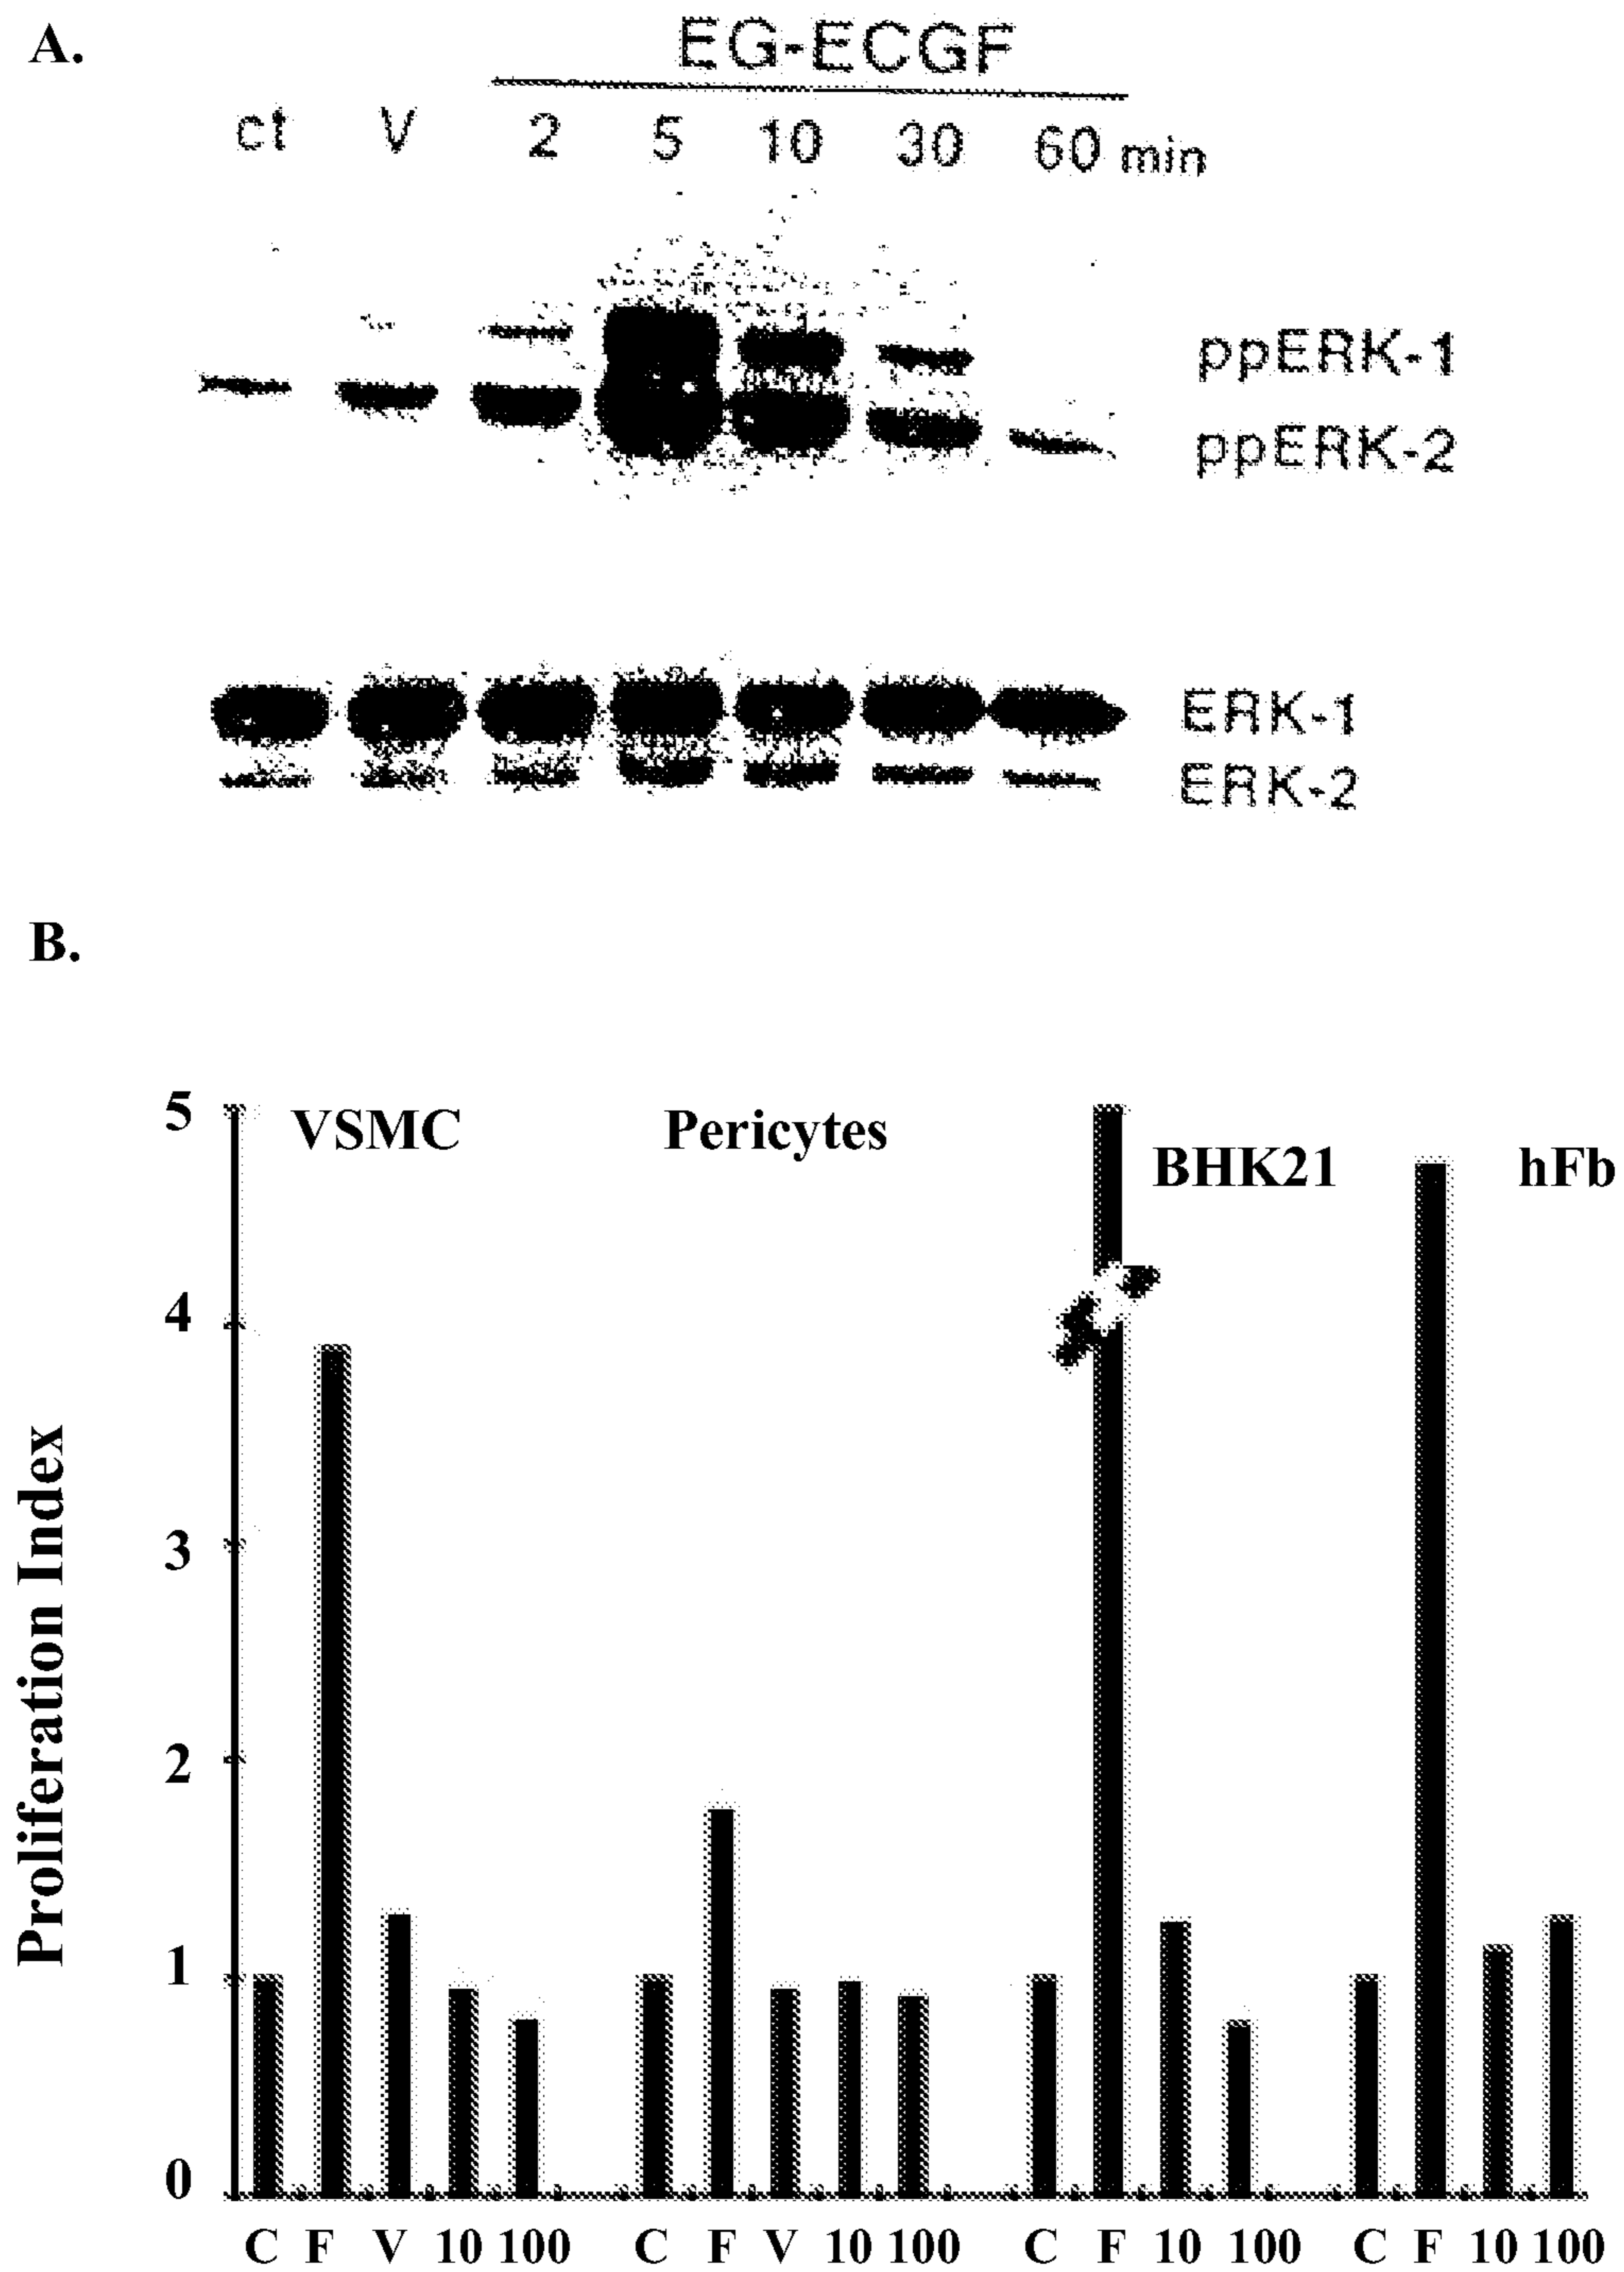 A.
EG-ECGF
ct V 2 5 10 30 60 min
ppERK-1
ppERK-2
ERK-1
ERK-2
B.
5
4
3
2
1
0
Proliferation Index
VSMC Pericytes BHK21 hFb
C F V 10 100 C F V 10 100 C F 10 100 C F 10 100